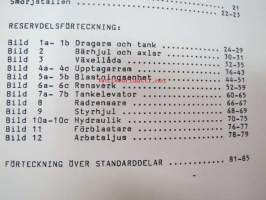 Smörjställen 21
22-23
RESERVDELSFÖRTECKNING:
Bild 1a- 1b Dragarm och tank 24-29
Bild 2 Bärhjul och axlar 30-31
Bild 3 Växellåda 32-35
Bild 4a- 4c Upptagarrem 36-43
Bild 5a- 5b Blastningsenhet 44-51
Bild 6a- 6c Rensverk 52-59
Bild 7a- 7b Tankelevator 60-65
Bild 8 Radrensare 66-67
Bild 9 Styrhjul 68-69
Bild 10a-10c Hydraulik 70-75
Bild 11 Förblastare 76-77
Bild 12 Arbetsljus 78-79
FÖRTECKNING ÖVER STANDARDDELAR 81-85